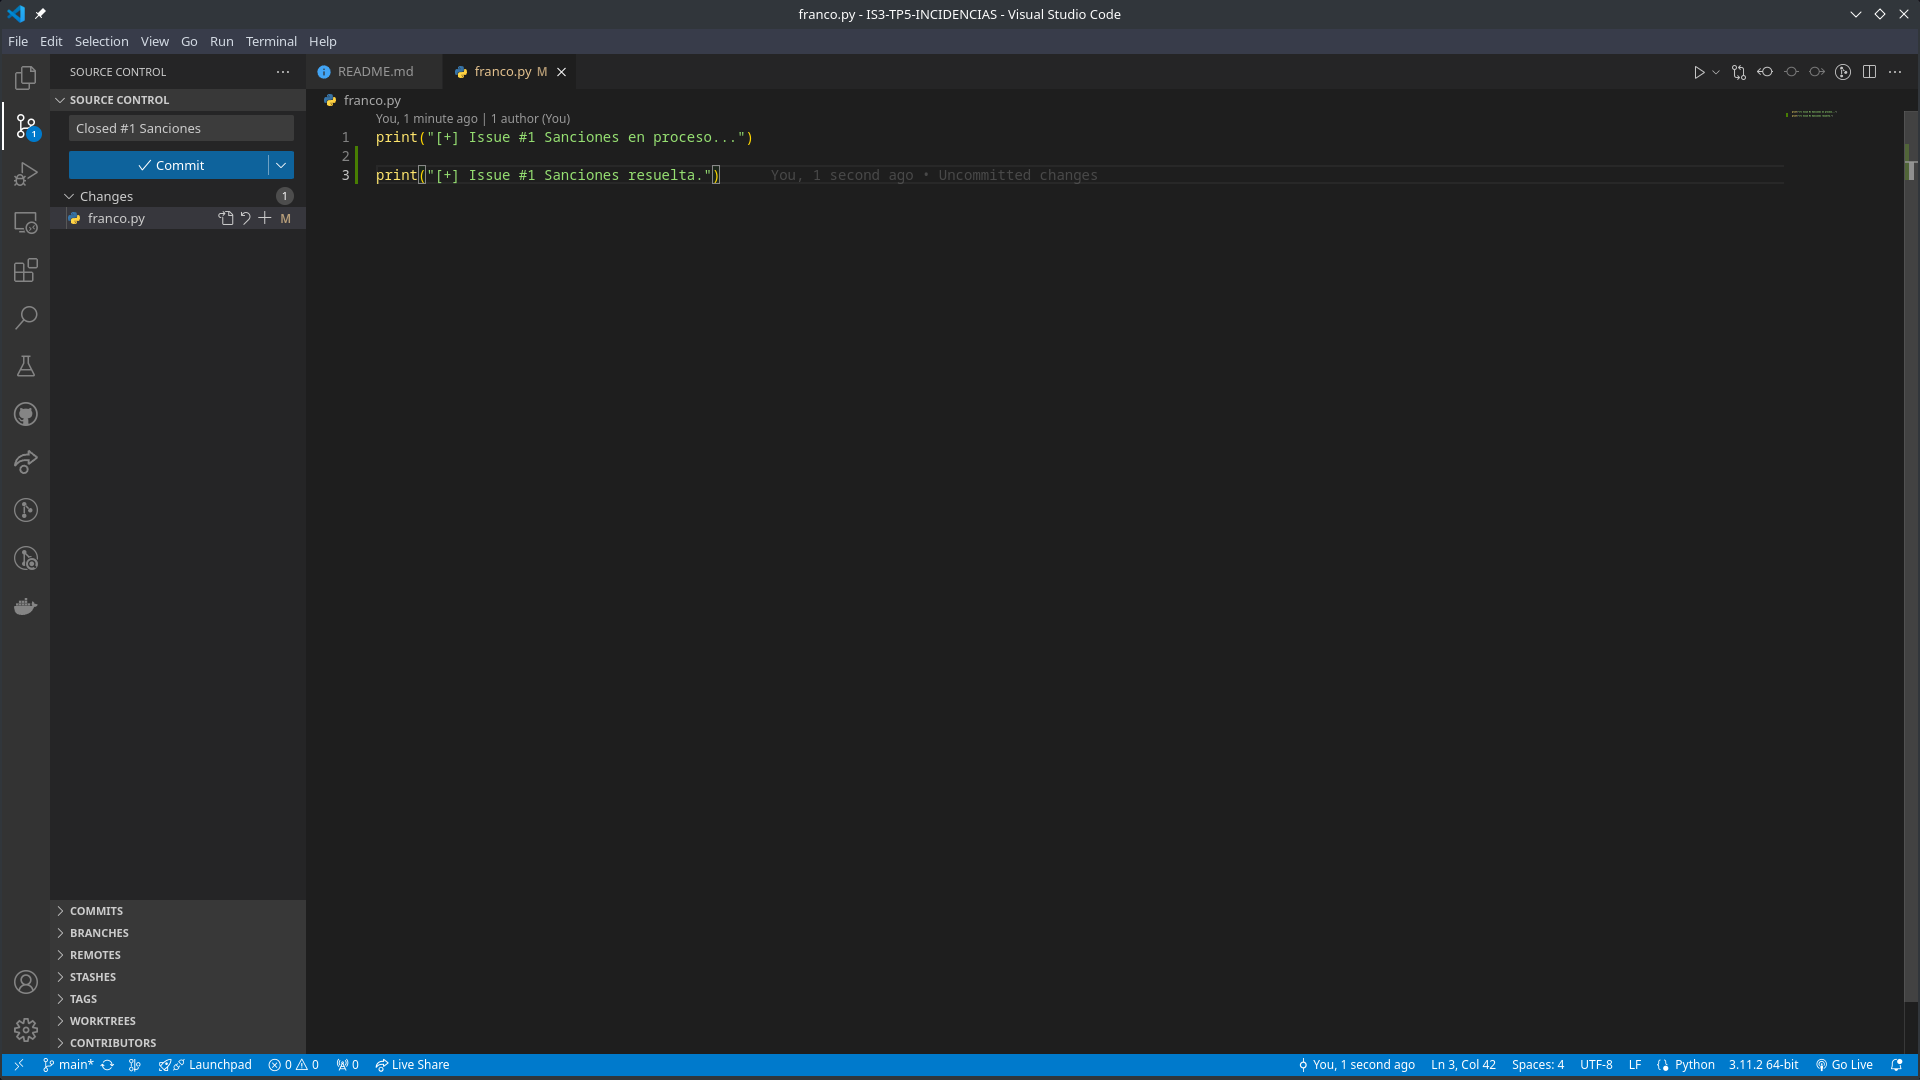 franco.py - IS3-TP5-INCIDENCIAS - Visual Studio Code
File Edit Selection View Go Run Terminal Help
SOURCE CONTROL
README.md
franco.py M
SOURCE CONTROL
franco.py
Closed #1 Sanciones
You, 1 minute ago | 1 author (You)
1 print("[+] Issue #1 Sanciones en proceso...")
1
2
Commit
3 print("[+] Issue #1 Sanciones resuelta.") You, 1 second ago • Uncommitted changes
Changes 1
franco.py M
COMMITS
BRANCHES
REMOTES
STASHES
TAGS
WORKTREES
CONTRIBUTORS
main* Launchpad 0 0 0 Live Share You, 1 second ago Ln 3, Col 42 Spaces: 4 UTF-8 LF Python 3.11.2 64-bit Go Live